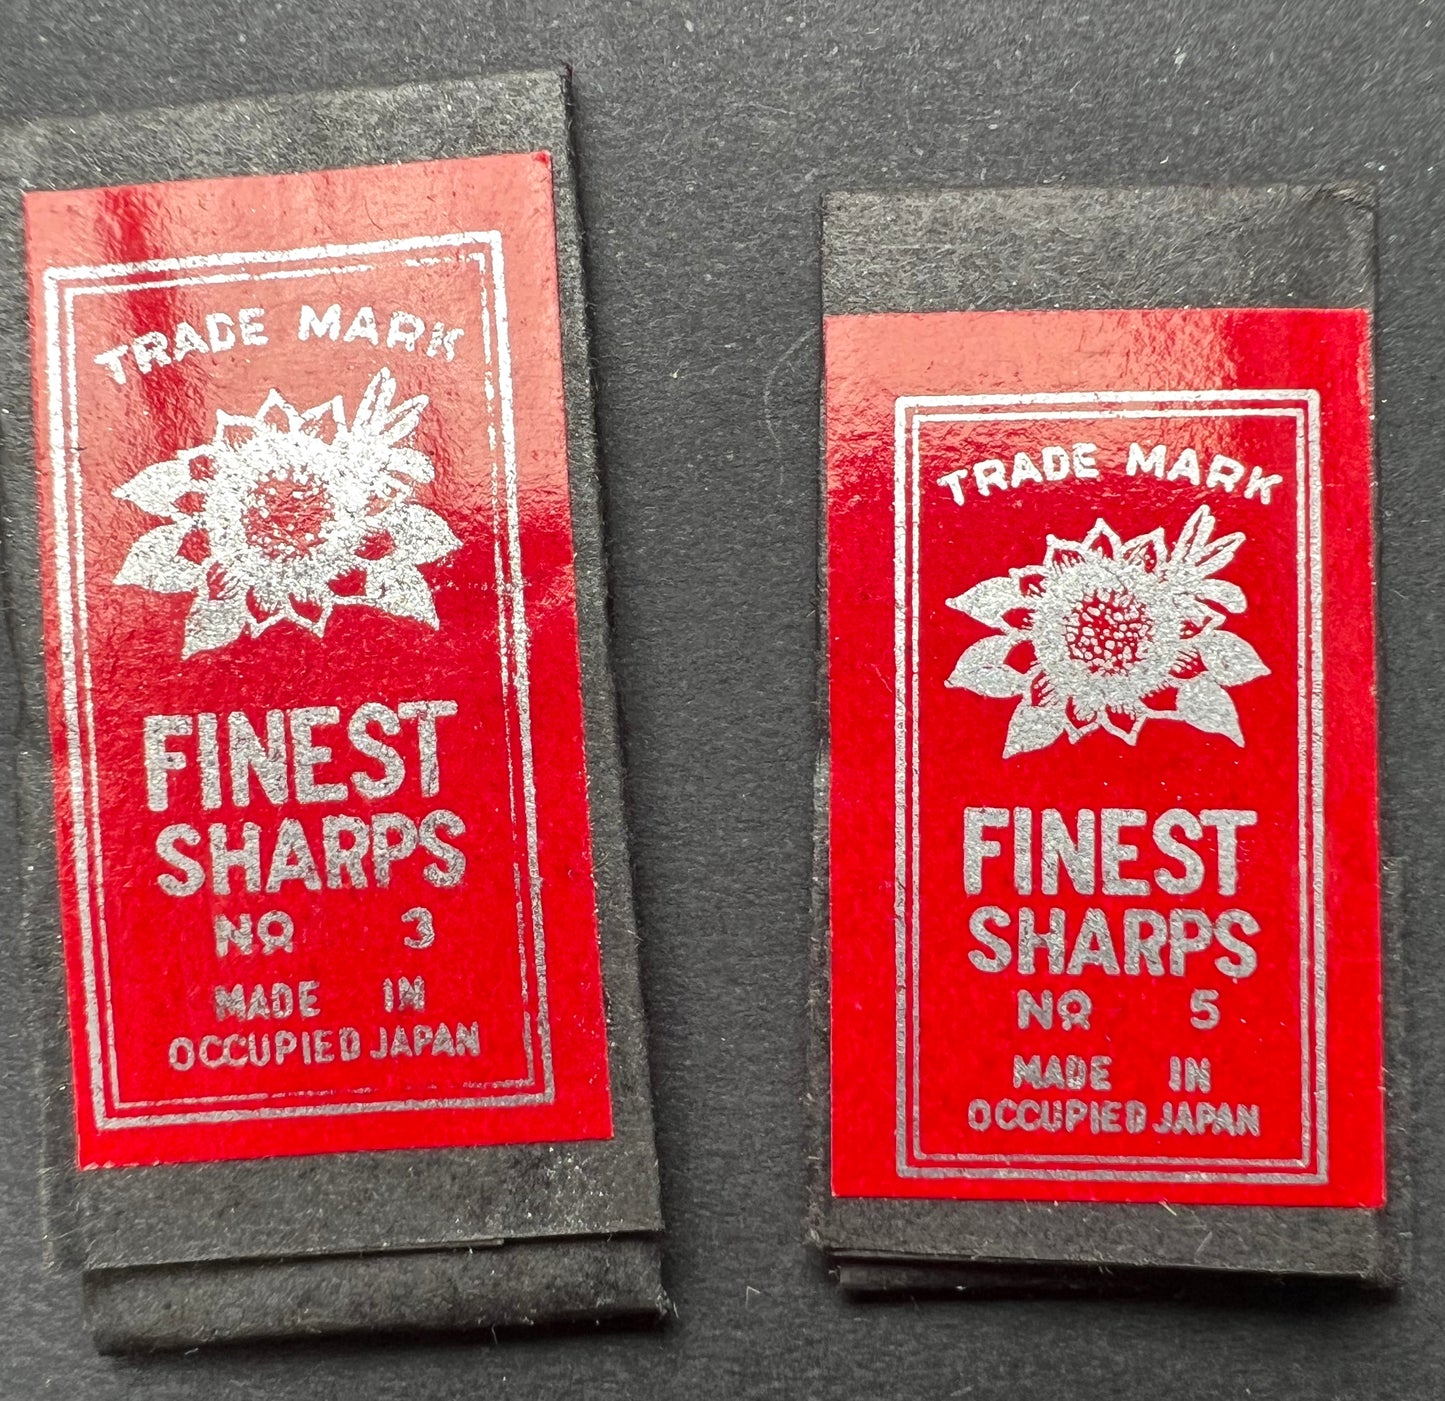 TRADE MARK
FINEST
SHARPS
No 3
MADE IN
OCCUPIED JAPAN
TRADE MARK
FINEST
SHARPS
No 5
MADE IN
OCCUPIED JAPAN